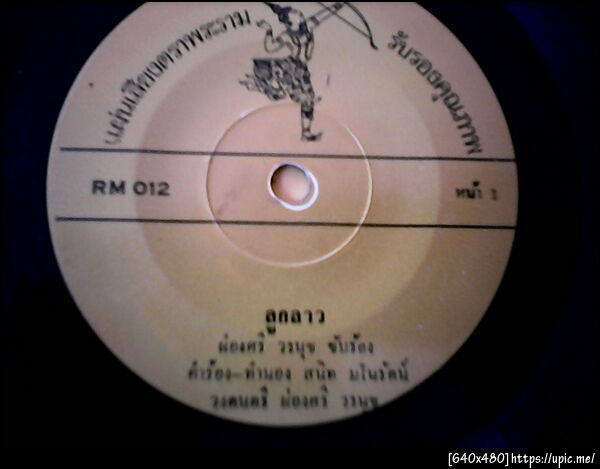 แผ่นเสียงตราพระราม
รับรองคุณภาพ
RM 012
หน้า 1
ลูกลาว
ผ่องศรี วรนุช ขับร้อง
คำร้อง-ทำนอง สนิท มโนรัตน์
วงดนตรี ผ่องศรี วรนุช
[640x480]https://upic.me/